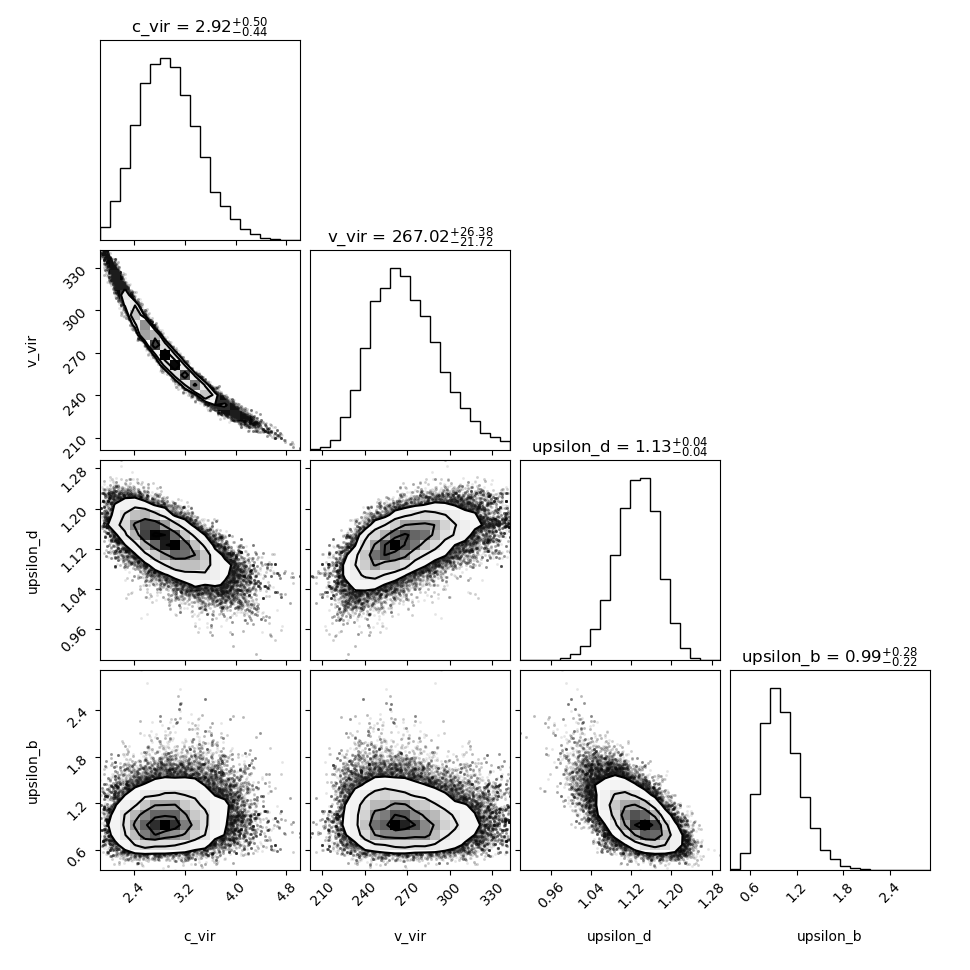 c_vir = 2.92+0.50−0.44
v_vir = 267.02+26.38−21.72
330
300
270
240
210
v_vir
upsilon_d = 1.13+0.04−0.04
1.28
1.20
1.12
1.04
0.96
upsilon_d
upsilon_b = 0.99+0.28−0.22
2.4
1.8
1.2
0.6
upsilon_b
2.4 3.2 4.0 4.8 210 240 270 300 330 0.96 1.04 1.12 1.20 1.28 0.6 1.2 1.8 2.4
c_vir v_vir upsilon_d upsilon_b